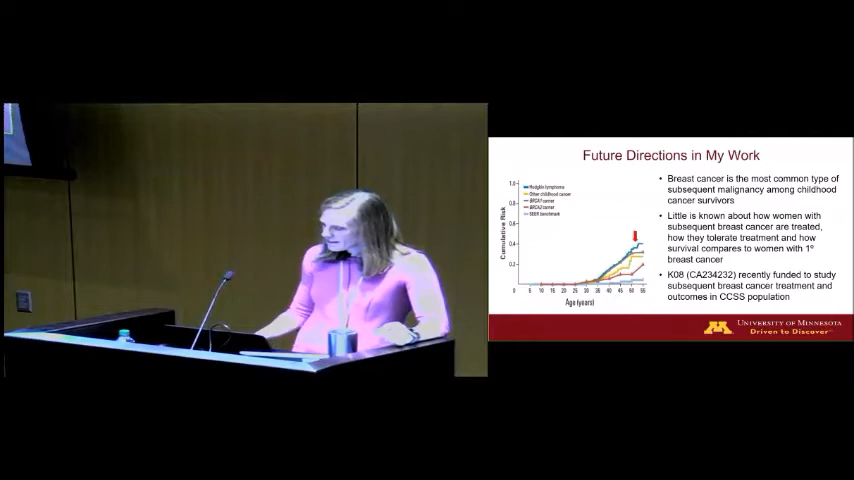 Future Directions in My Work
1.0
0.8
0.6
0.4
0.2
0
Cumulative Risk
Hodgkin lymphoma
Other childhood cancer
BRCA1 carrier
BRCA2 carrier
SEER benchmark
5 10 15 20 25 30 35 40 45 50 55
Age (years)
• Breast cancer is the most common type of
subsequent malignancy among childhood
cancer survivors
• Little is known about how women with
subsequent breast cancer are treated,
how they tolerate treatment and how
survival compares to women with 1º
breast cancer
• K08 (CA234232) recently funded to study
subsequent breast cancer treatment and
outcomes in CCSS population
M
University of Minnesota
Driven to Discover™